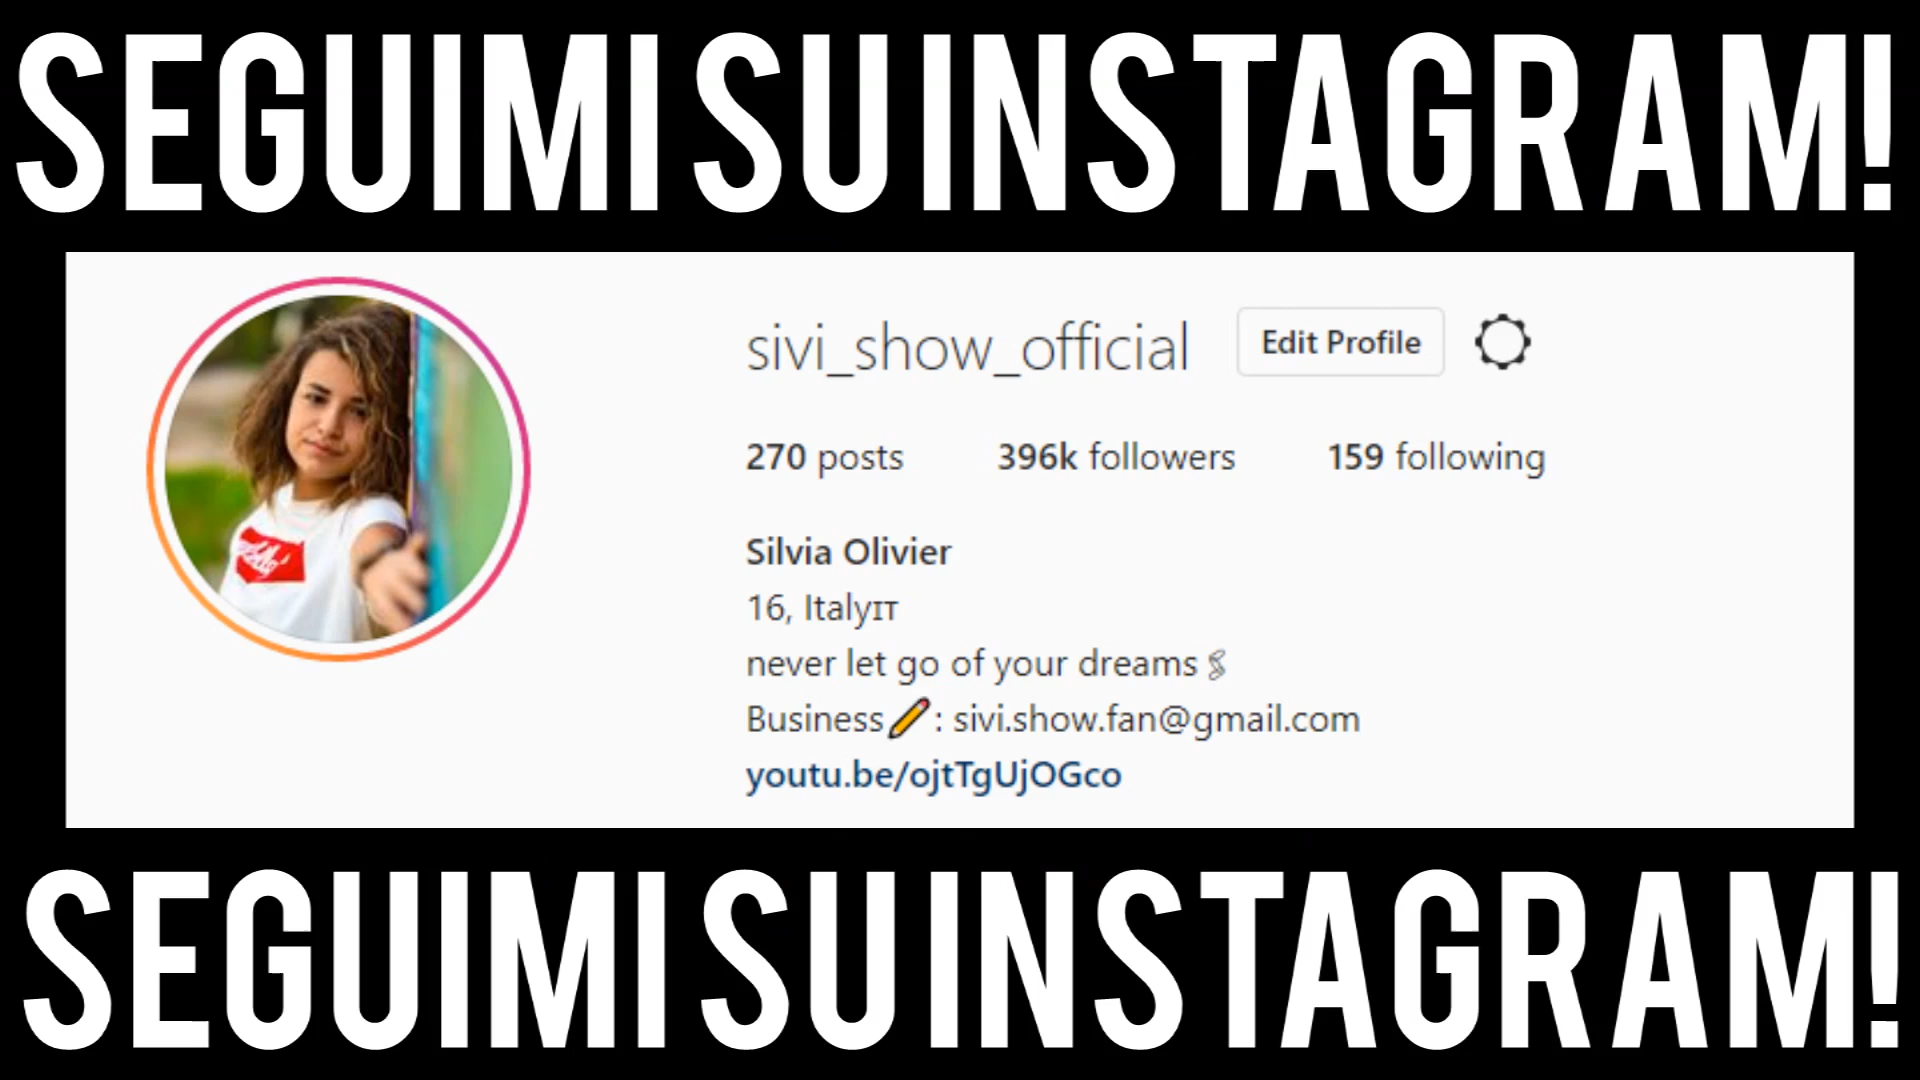 SEGUIMI SU INSTAGRAM!
sivi_show_official Edit Profile
270 posts 396k followers 159 following
Silvia Olivier
16, ItalyIT
never let go of your dreams🖇
Business✏️: sivi.show.fan@gmail.com
youtu.be/ojtTgUjOGco
SEGUIMI SU INSTAGRAM!